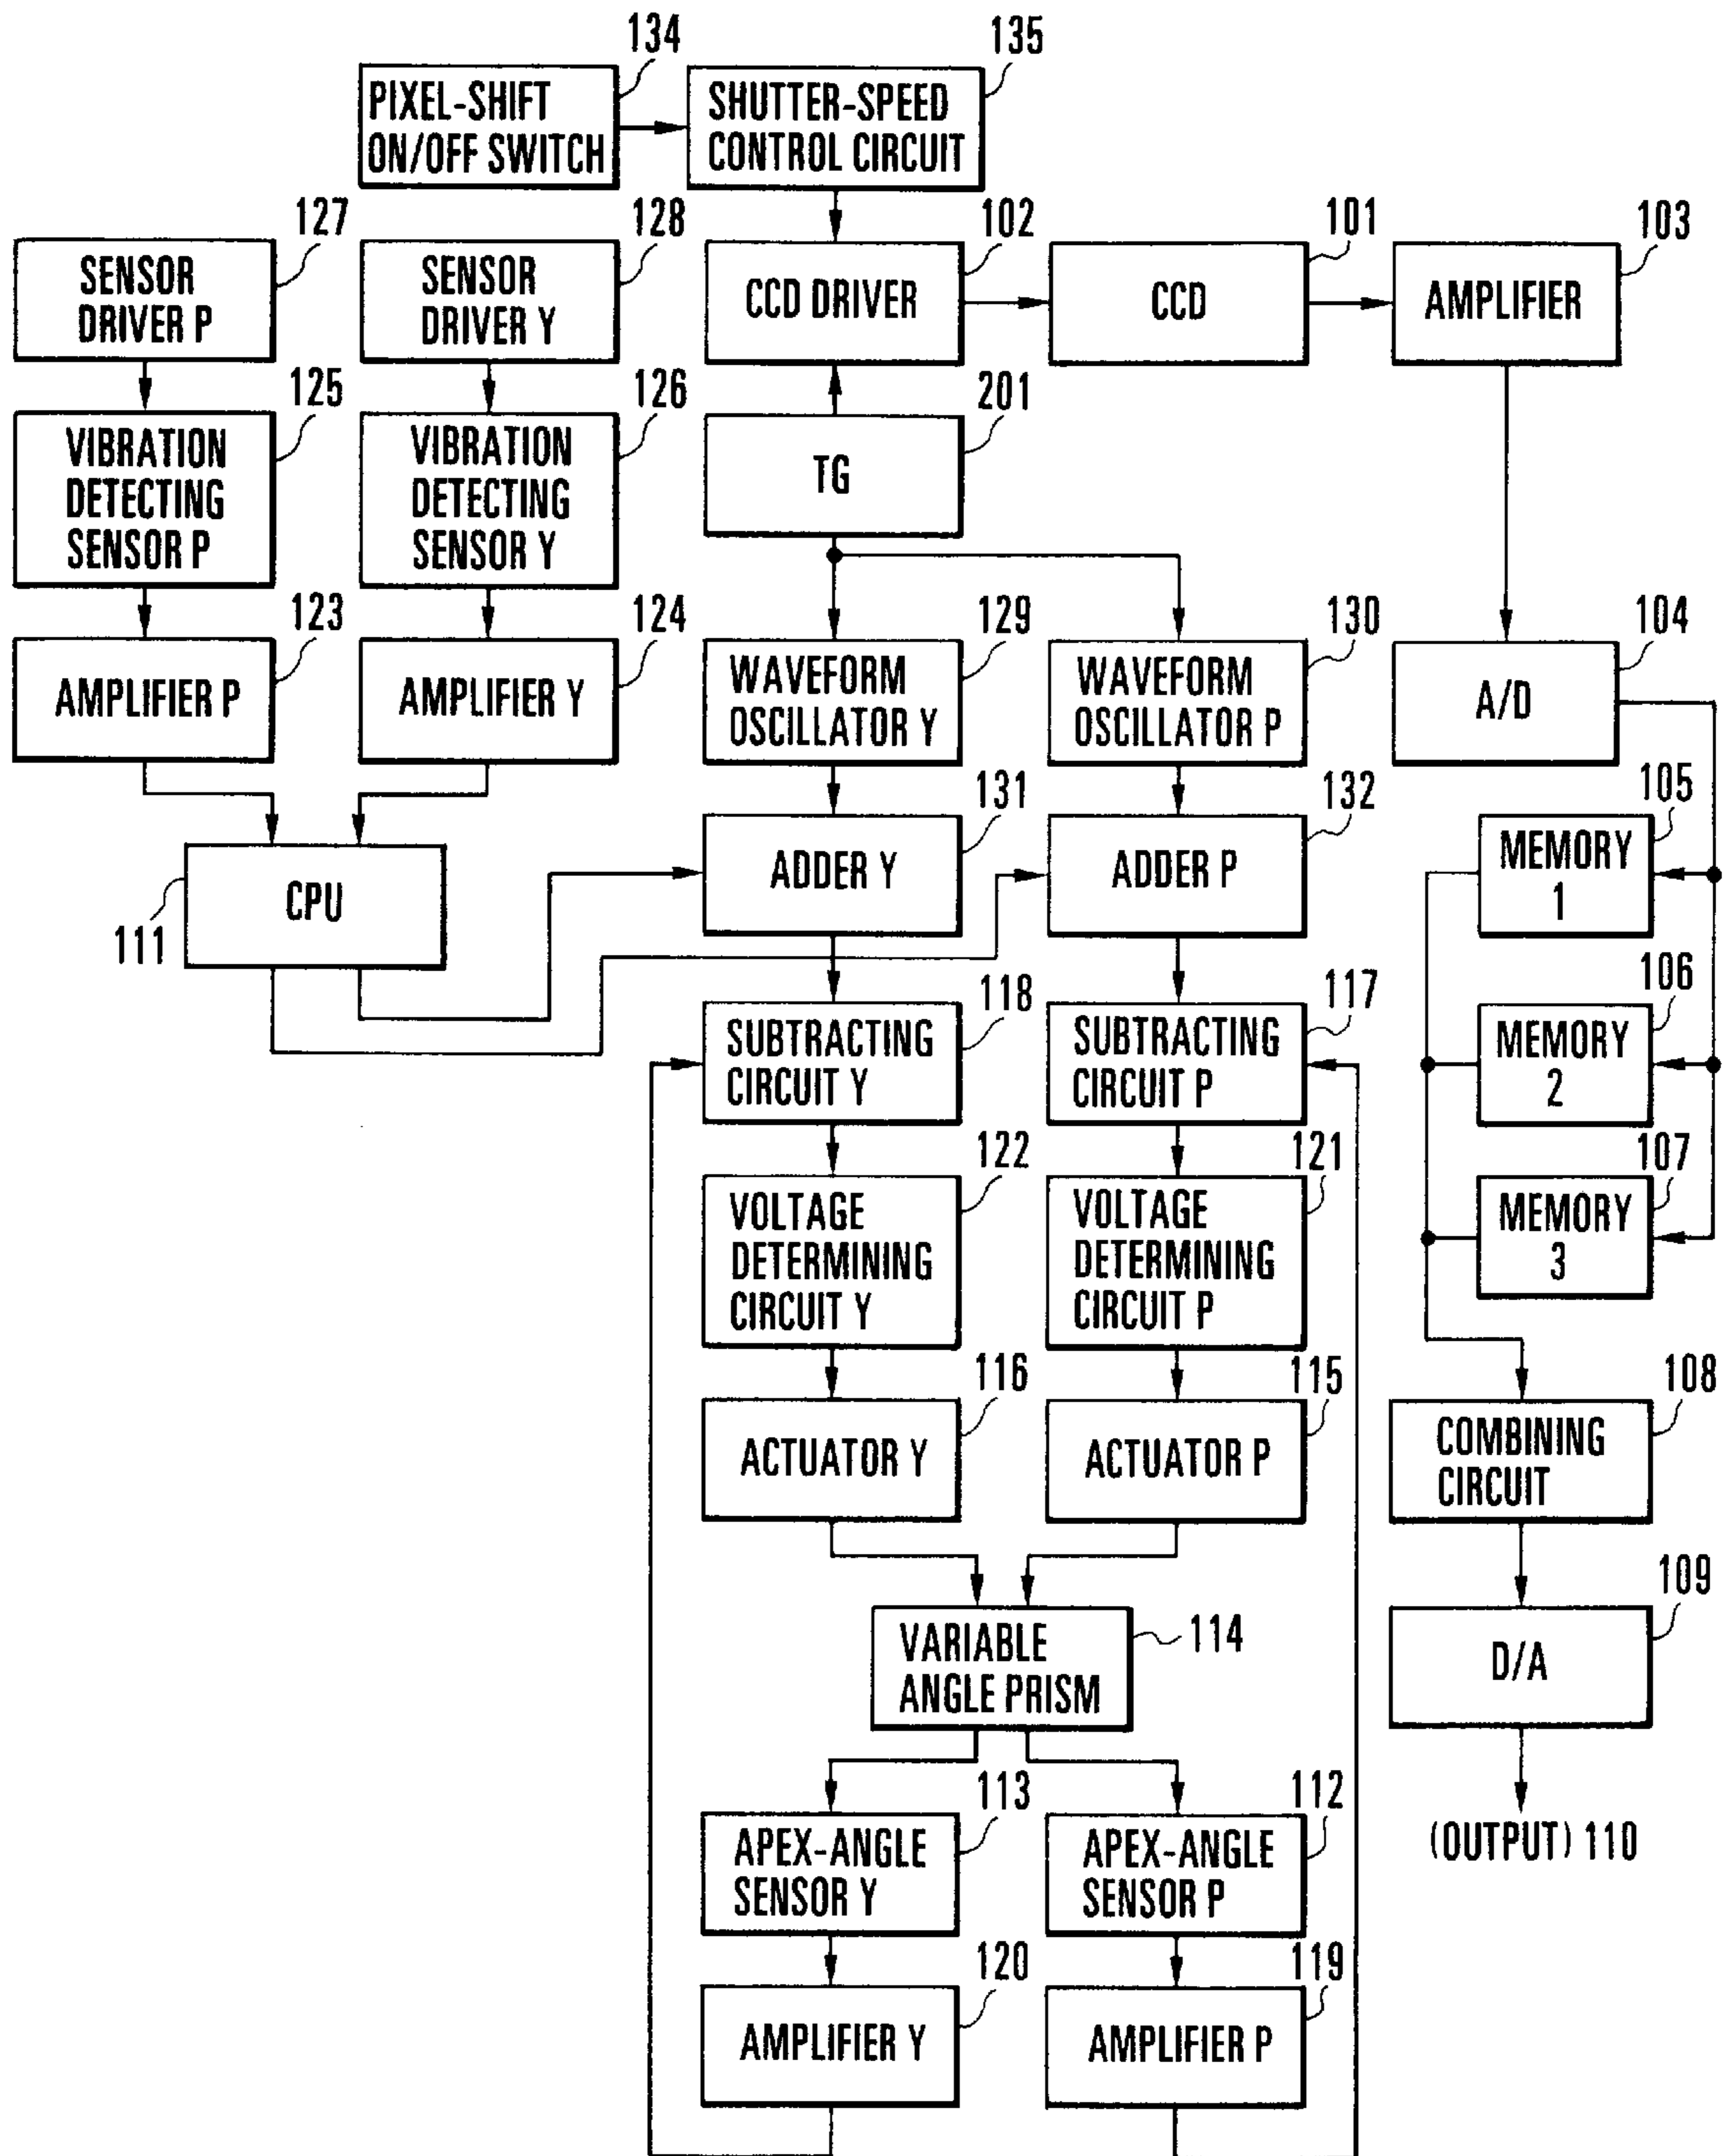 134
135
PIXEL-SHIFT
ON/OFF SWITCH
SHUTTER-SPEED
CONTROL CIRCUIT
127
128
102
101
103
SENSOR
DRIVER P
SENSOR
DRIVER Y
CCD DRIVER
CCD
AMPLIFIER
125
126
201
VIBRATION
DETECTING
SENSOR P
VIBRATION
DETECTING
SENSOR Y
TG
123
124
129
130
104
AMPLIFIER P
AMPLIFIER Y
WAVEFORM
OSCILLATOR Y
WAVEFORM
OSCILLATOR P
A/D
131
132
105
CPU
111
ADDER Y
ADDER P
MEMORY
1
118
117
106
SUBTRACTING
CIRCUIT Y
SUBTRACTING
CIRCUIT P
MEMORY
2
122
121
107
VOLTAGE
DETERMINING
CIRCUIT Y
VOLTAGE
DETERMINING
CIRCUIT P
MEMORY
3
116
115
108
ACTUATOR Y
ACTUATOR P
COMBINING
CIRCUIT
109
VARIABLE
ANGLE PRISM
114
D/A
113
112
APEX-ANGLE
SENSOR Y
APEX-ANGLE
SENSOR P
(OUTPUT) 110
120
119
AMPLIFIER Y
AMPLIFIER P